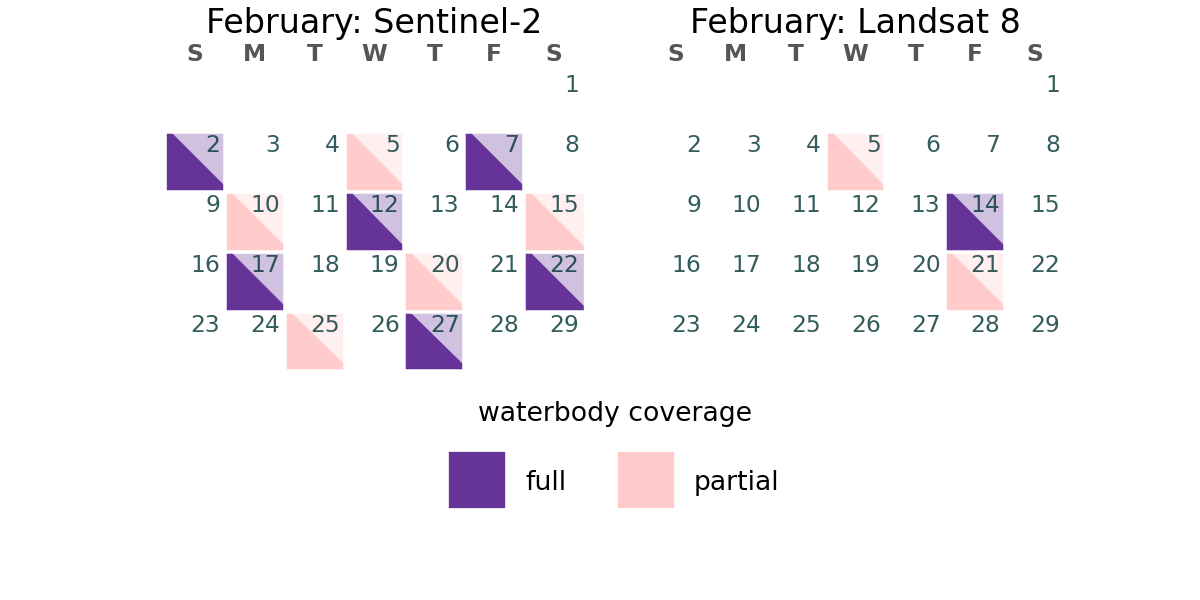 February: Sentinel-2
S M T W T F S
1
2 3 4 5 6 7 8
9 10 11 12 13 14 15
16 17 18 19 20 21 22
23 24 25 26 27 28 29
February: Landsat 8
S M T W T F S
1
2 3 4 5 6 7 8
9 10 11 12 13 14 15
16 17 18 19 20 21 22
23 24 25 26 27 28 29
waterbody coverage
full partial